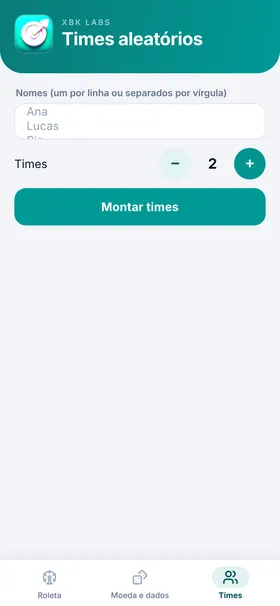 XBK LABS
Times aleatórios
Nomes (um por linha ou separados por vírgula)
Ana
Lucas
Times
− 2 +
Montar times
Roleta
Moeda e dados
Times